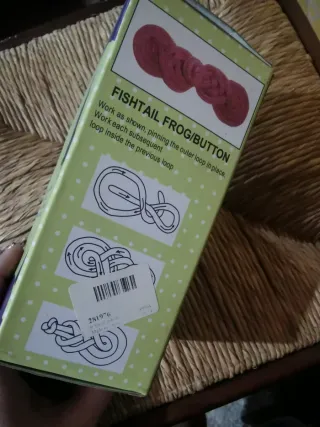 FISHTAIL FROG/BUTTON
Work as shown, pinning the outer loop in place
Work each subsequent
loop inside the previous loop